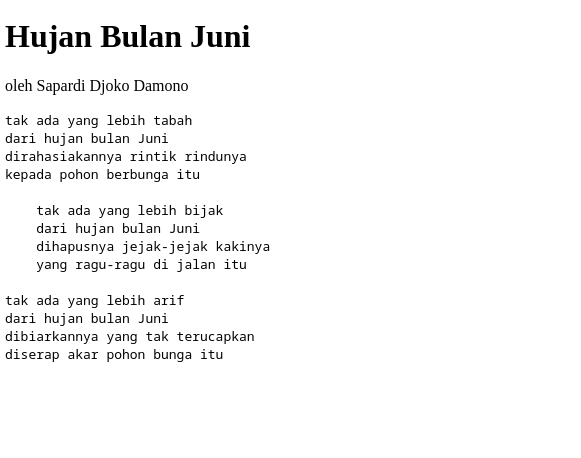 Hujan Bulan Juni
oleh Sapardi Djoko Damono
tak ada yang lebih tabah
dari hujan bulan Juni
dirahasiakannya rintik rindunya
kepada pohon berbunga itu
tak ada yang lebih bijak
dari hujan bulan Juni
dihapusnya jejak-jejak kakinya
yang ragu-ragu di jalan itu
tak ada yang lebih arif
dari hujan bulan Juni
dibiarkannya yang tak terucapkan
diserap akar pohon bunga itu